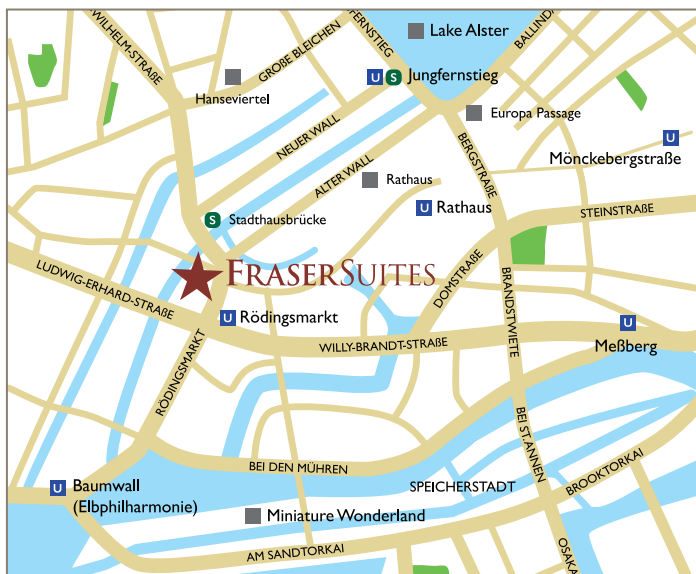 WILHELM-STRAßE
GROßE BLEICHEN
FERNSTIEG
Lake Alster
BALLINDA
Hanseviertel
U S Jungfernstieg
Europa Passage
NEUER WALL
ALTER WALL
BERGSTRAßE
U
Mönckebergstraße
Rathaus
U Rathaus
STEINSTRAßE
S Stadthausbrücke
FRASERSUITES
DOMSTRAßE
BRANDSTWIETE
LUDWIG-ERHARD-STRAßE
U Rödingsmarkt
WILLY-BRANDT-STRAßE
U
Meßberg
RÖDINGSMARKT
BEI ST.ANNEN
BEI DEN MÜHREN
U Baumwall
(Elbphilharmonie)
SPEICHERSTADT
BROOKTORKAI
Miniature Wonderland
AM SANDTORKAI
OSAKA